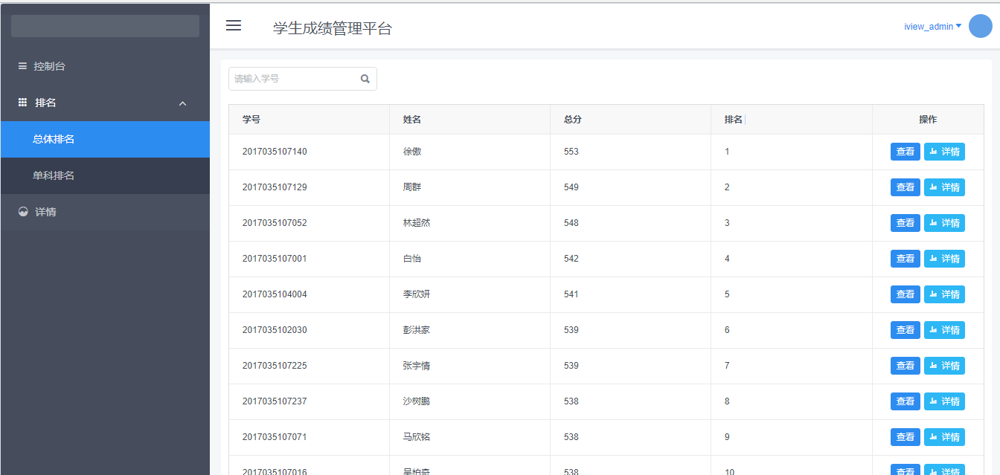 学生成绩管理平台
iview_admin
控制台
排名
总体排名
单科排名
详情
请输入学号
学号 姓名 总分 排名 操作
2017035107140 徐傲 553 1 查看 详情
2017035107129 周群 549 2 查看 详情
2017035107052 林超然 548 3 查看 详情
2017035107001 白怡 542 4 查看 详情
2017035104004 李欣妍 541 5 查看 详情
2017035102030 彭洪家 539 6 查看 详情
2017035107225 张宇情 539 7 查看 详情
2017035107237 沙树鹏 538 8 查看 详情
2017035107071 马欣铭 538 9 查看 详情
2017035107016 吴柏奇 538 10 查看 详情